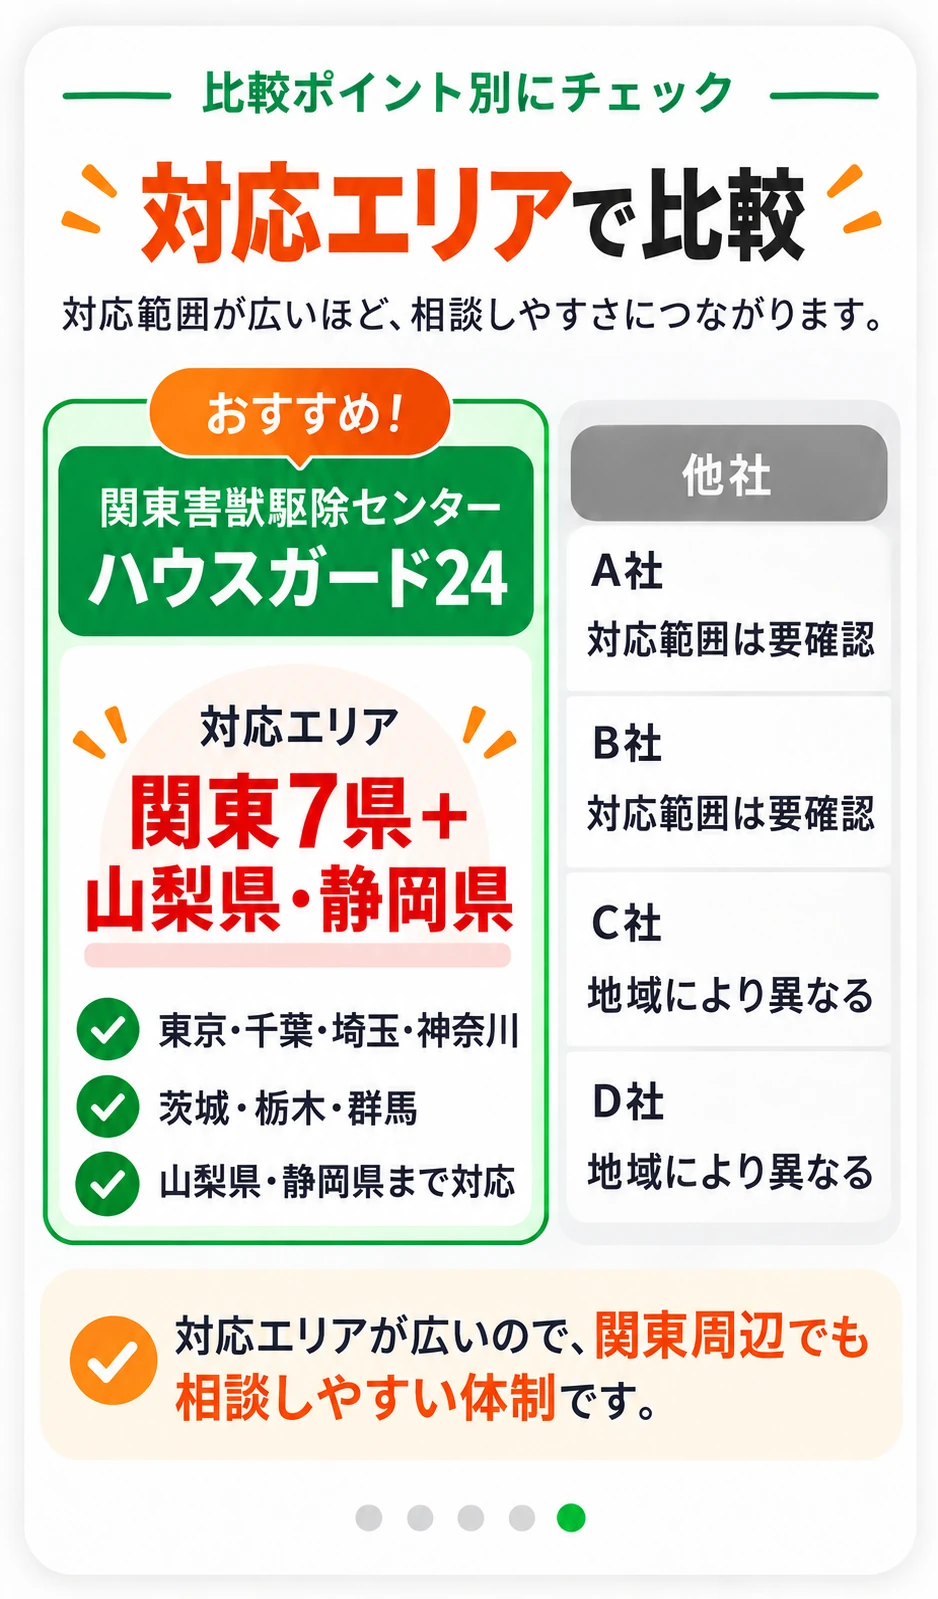 比較ポイント別にチェック
対応エリアで比較
対応範囲が広いほど、相談しやすさにつながります。
おすすめ!
関東害獣駆除センター
ハウスガード24
対応エリア
関東7県+
山梨県・静岡県
東京・千葉・埼玉・神奈川
茨城・栃木・群馬
山梨県・静岡県まで対応
他社
A社
対応範囲は要確認
B社
対応範囲は要確認
C社
地域により異なる
D社
地域により異なる
対応エリアが広いので、関東周辺でも
相談しやすい体制です。